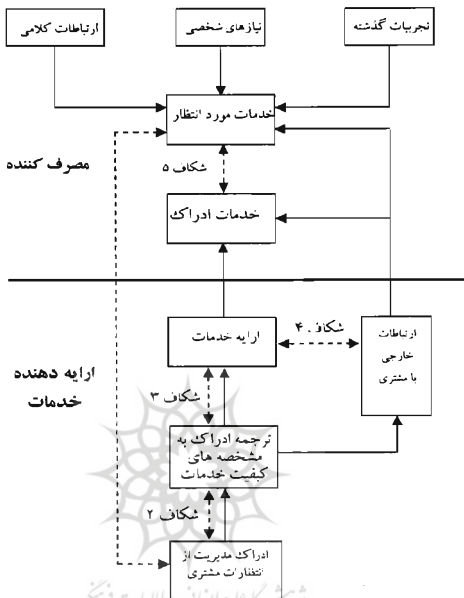 تجربیات گذشته
نیازهای شخصی
ارتباطات کلامی
خدمات مورد انتظار
شکاف ۵
مصرف کننده
خدمات ادراک
ارایه خدمات
شکاف ۴
ارتباطات
خارجی
با مشتری
ارایه دهنده
خدمات
شکاف ۳
ترجمه ادراک به
مشخصه های
کیفیت خدمات
شکاف ۲
ادراک مدیریت از
انتظارات مشتری